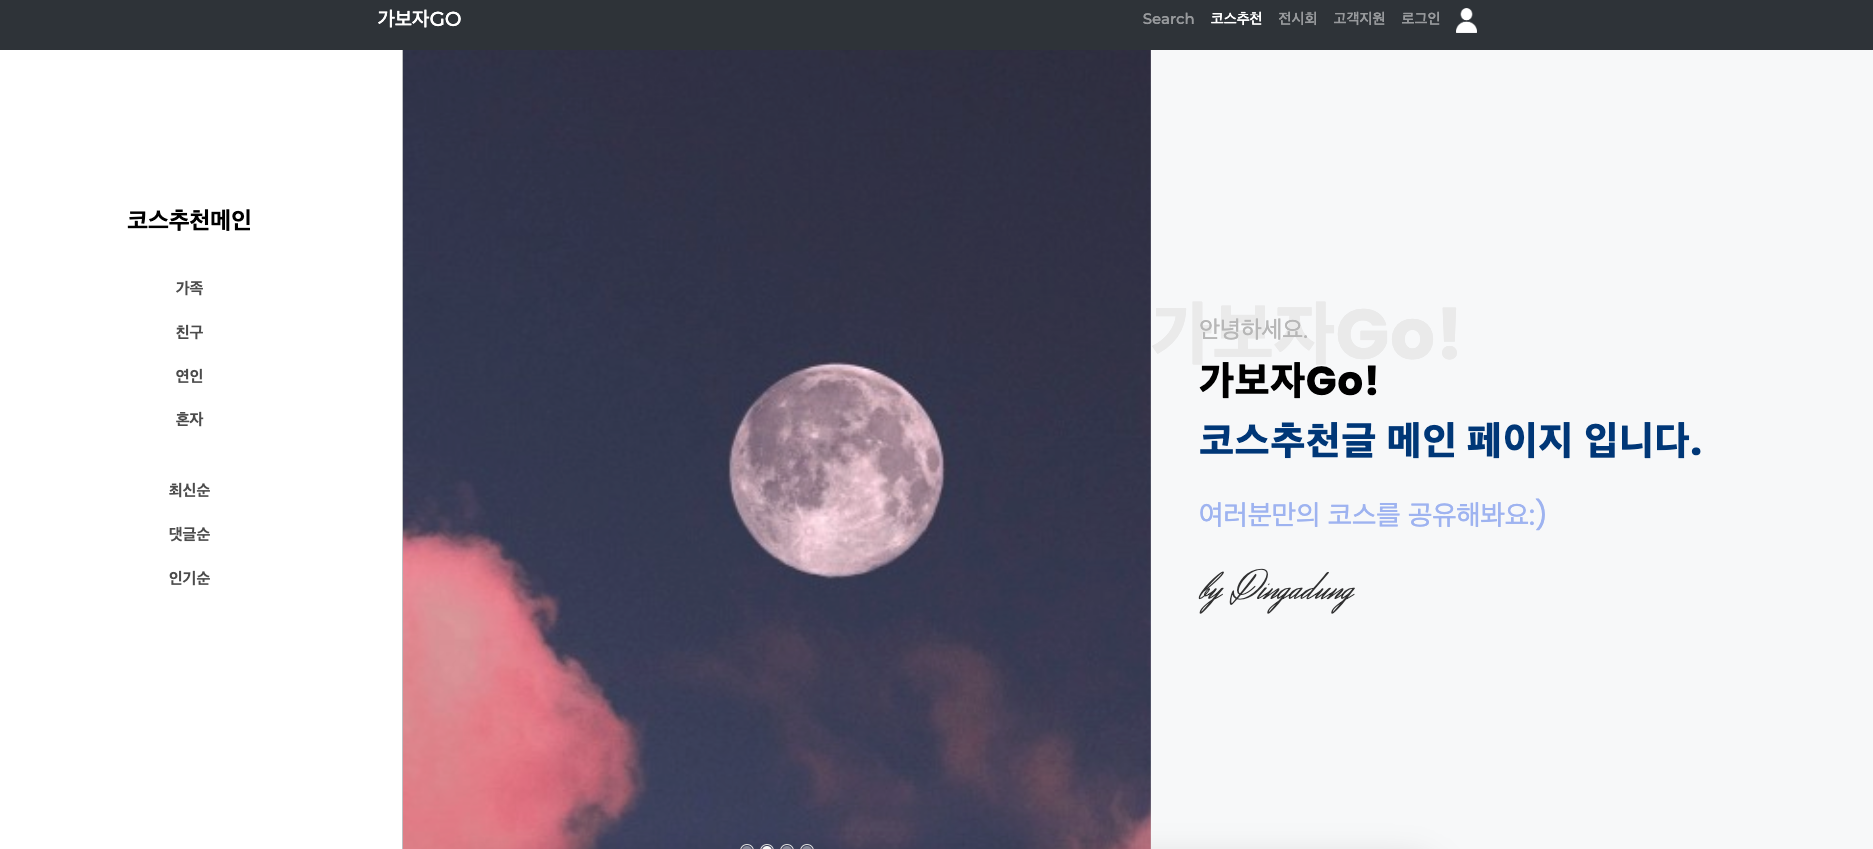 가보자GO
Search 코스추천 전시회 고객지원 로그인
코스추천메인
가족
친구
연인
혼자
최신순
댓글순
인기순
가보자Go!
안녕하세요.
가보자Go!
코스추천글 메인 페이지 입니다.
여러분만의 코스를 공유해봐요:)
by Dingadung